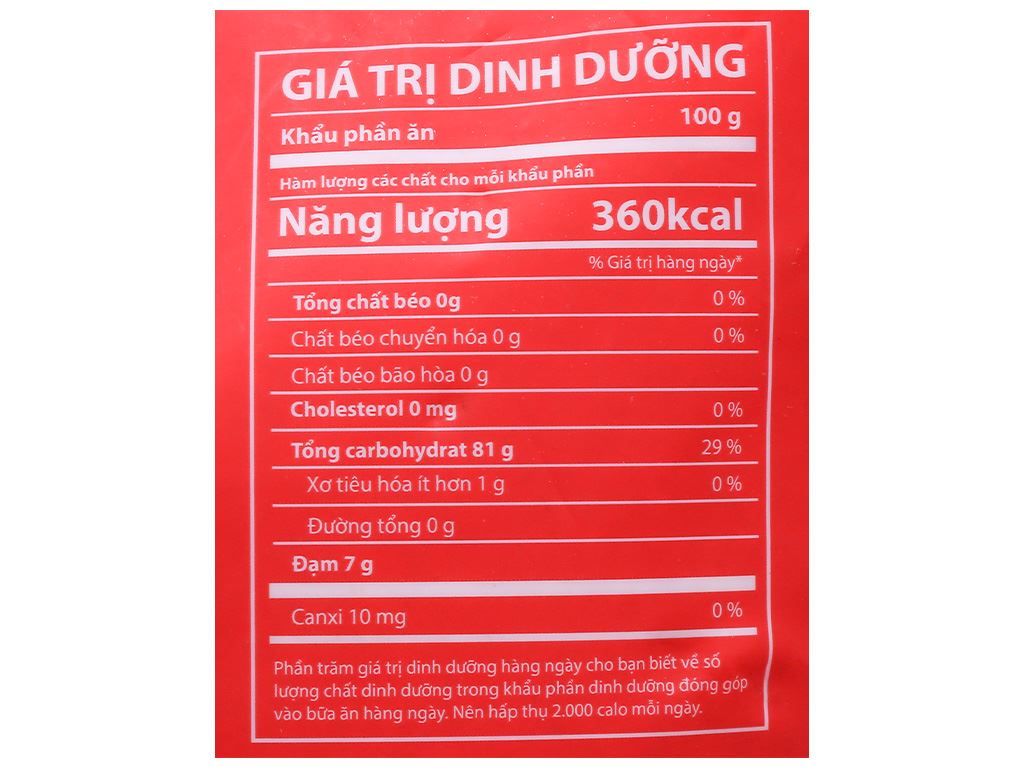 GIÁ TRỊ DINH DƯỠNG
Khẩu phần ăn 100 g
Hàm lượng các chất cho mỗi khẩu phần
Năng lượng 360kcal
% Giá trị hàng ngày*
Tổng chất béo 0g 0 %
Chất béo chuyển hóa 0 g 0 %
Chất béo bão hòa 0 g
Cholesterol 0 mg 0 %
Tổng carbohydrat 81 g 29 %
Xơ tiêu hóa ít hơn 1 g 0 %
Đường tổng 0 g
Đạm 7 g
Canxi 10 mg 0 %
Phần trăm giá trị dinh dưỡng hàng ngày cho bạn biết về số
lượng chất dinh dưỡng trong khẩu phần dinh dưỡng đóng góp
vào bữa ăn hàng ngày. Nên hấp thụ 2.000 calo mỗi ngày.